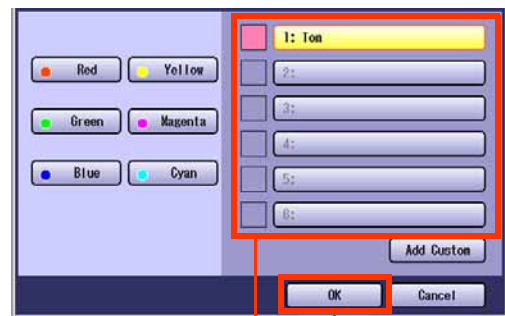 Red
Yellow
Green
Magenta
Blue
Cyan
1: Tom
2:
3:
4:
5:
6:
Add Custom
OK
Cancel